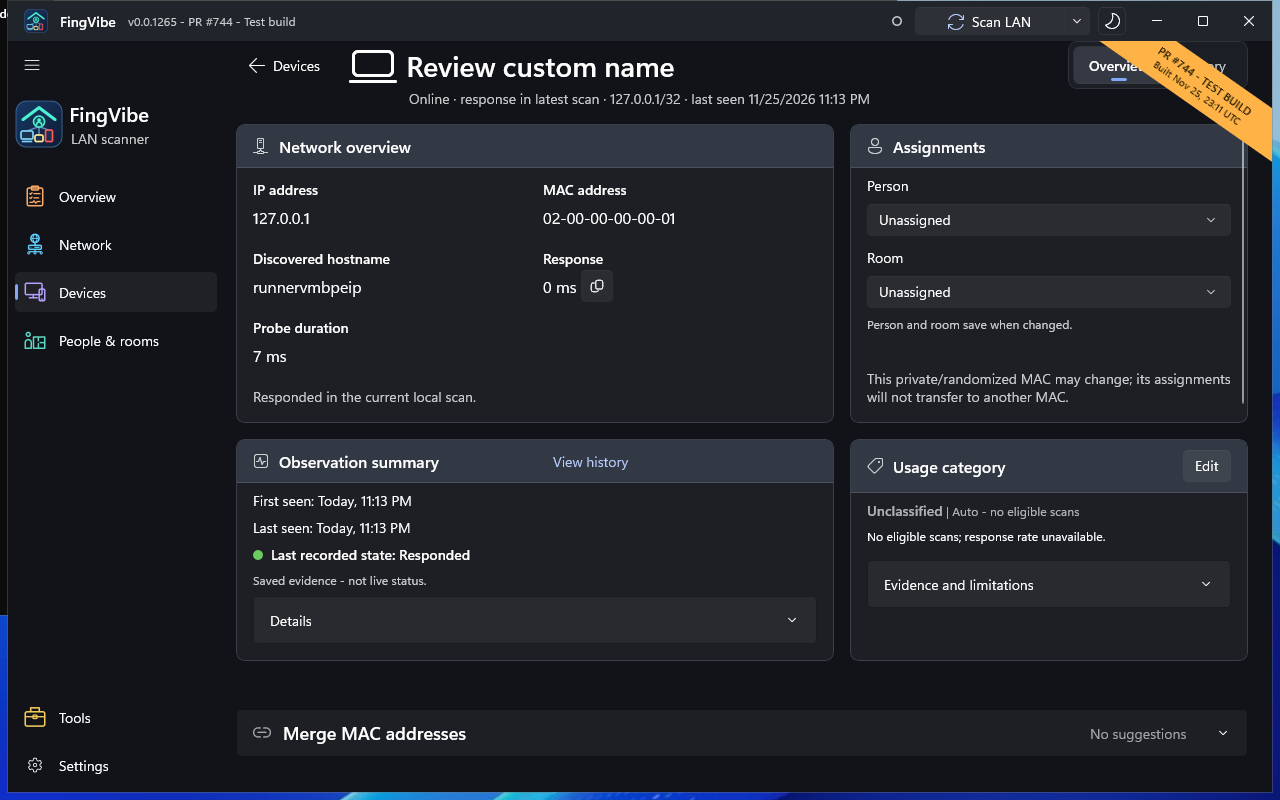 FingVibe v0.0.1265 - PR #744 - Test build
Scan LAN
Devices
Review custom name
Online · response in latest scan · 127.0.0.1/32 · last seen 11/25/2026 11:13 PM
PR #744 - TEST BUILD
Built Nov 25, 23:11 UTC
FingVibe
LAN scanner
Overview
Network
Devices
People & rooms
Tools
Settings
Network overview
IP address
127.0.0.1
MAC address
02-00-00-00-00-01
Discovered hostname
runnervmbpeip
Response
0 ms
Probe duration
7 ms
Responded in the current local scan.
Assignments
Person
Unassigned
Room
Unassigned
Person and room save when changed.
This private/randomized MAC may change; its assignments
will not transfer to another MAC.
Observation summary
View history
First seen: Today, 11:13 PM
Last seen: Today, 11:13 PM
Last recorded state: Responded
Saved evidence - not live status.
Details
Usage category
Edit
Unclassified | Auto - no eligible scans
No eligible scans; response rate unavailable.
Evidence and limitations
Merge MAC addresses
No suggestions